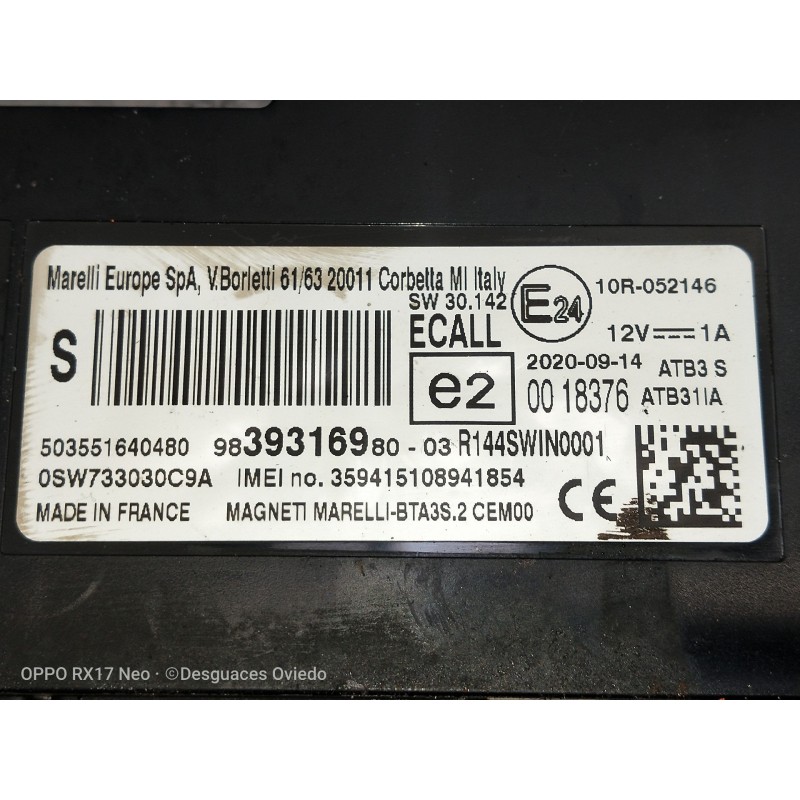 Marelli Europe SpA, V.Borletti 61/63 20011 Corbetta MI Italy
SW 30.142
E24
10R-052146
S
ECALL
12V 1A
e2
2020-09-14
ATB3 S
00 18376
ATB31IA
503551640480 9839316980 - 03 R144SWIN0001
0SW733030C9A IMEI no. 359415108941854
CE
MADE IN FRANCE MAGNETI MARELLI-BTA3S.2 CEM00
OPPO RX17 Neo · ©Desguaces Oviedo